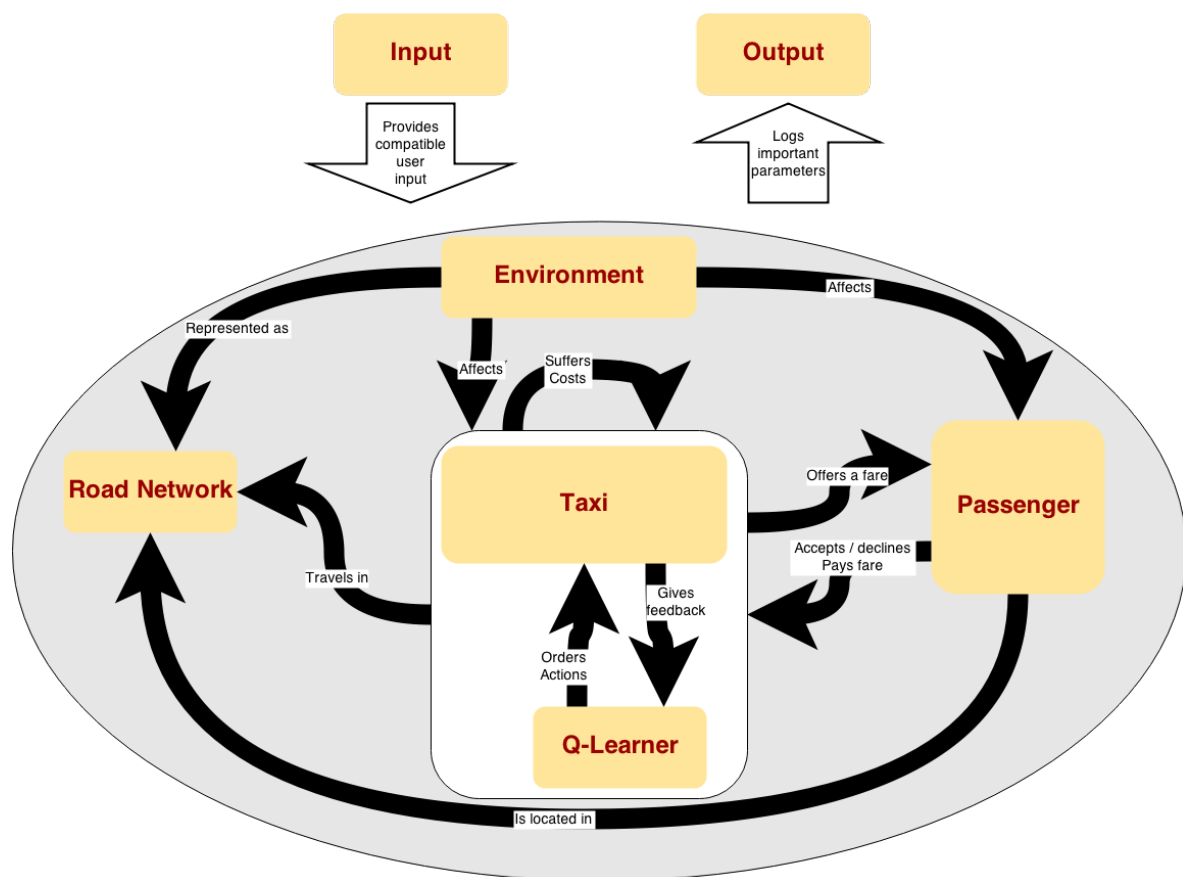 Input
Output
Provides
compatible
user
input
Logs
important
parameters
Environment
Affects
Represented as
Affects
Suffers
Costs
Road Network
Taxi
Offers a fare
Passenger
Accepts / declines
Pays fare
Travels in
Gives
feedback
Orders
Actions
Q-Learner
Is located in